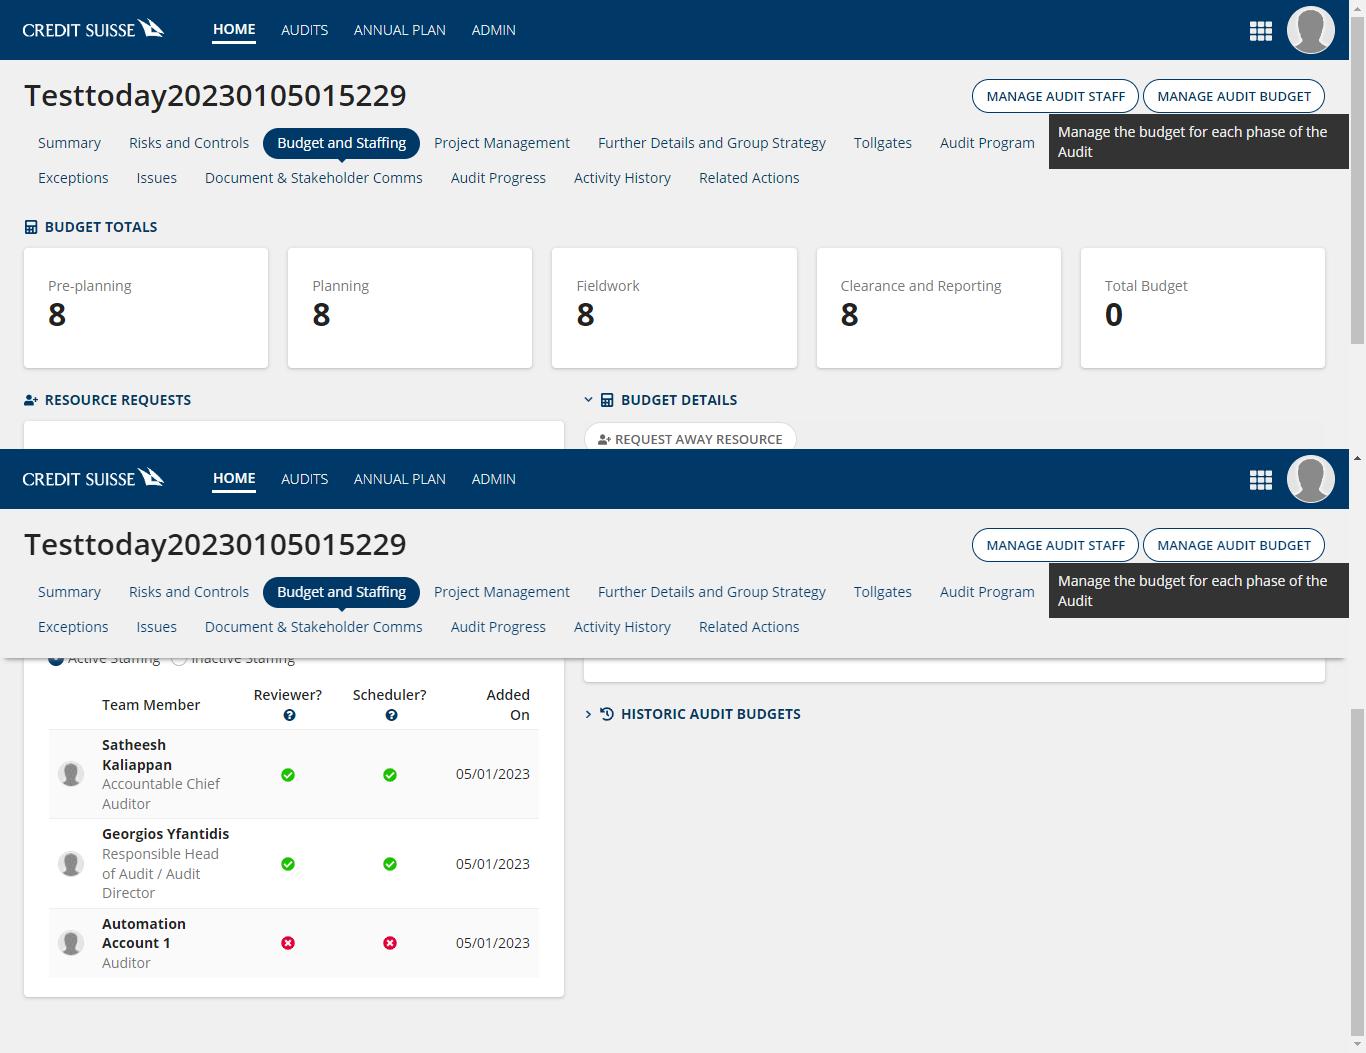 CREDIT SUISSE HOME AUDITS ANNUAL PLAN ADMIN
Testtoday20230105015229
MANAGE AUDIT STAFF MANAGE AUDIT BUDGET
Summary Risks and Controls Budget and Staffing Project Management Further Details and Group Strategy Tollgates Audit Program
Manage the budget for each phase of the
Audit
Exceptions Issues Document & Stakeholder Comms Audit Progress Activity History Related Actions
BUDGET TOTALS
Pre-planning Planning Fieldwork Clearance and Reporting Total Budget
8 8 8 8 0
RESOURCE REQUESTS BUDGET DETAILS
REQUEST AWAY RESOURCE
CREDIT SUISSE HOME AUDITS ANNUAL PLAN ADMIN
Testtoday20230105015229
MANAGE AUDIT STAFF MANAGE AUDIT BUDGET
Summary Risks and Controls Budget and Staffing Project Management Further Details and Group Strategy Tollgates Audit Program
Manage the budget for each phase of the
Audit
Exceptions Issues Document & Stakeholder Comms Audit Progress Activity History Related Actions
Active Staffing Inactive Staffing
Team Member Reviewer? Scheduler? Added
On
HISTORIC AUDIT BUDGETS
Satheesh
Kaliappan
Accountable Chief
Auditor
05/01/2023
Georgios Yfantidis
Responsible Head
of Audit / Audit
Director
05/01/2023
Automation
Account 1
Auditor
05/01/2023